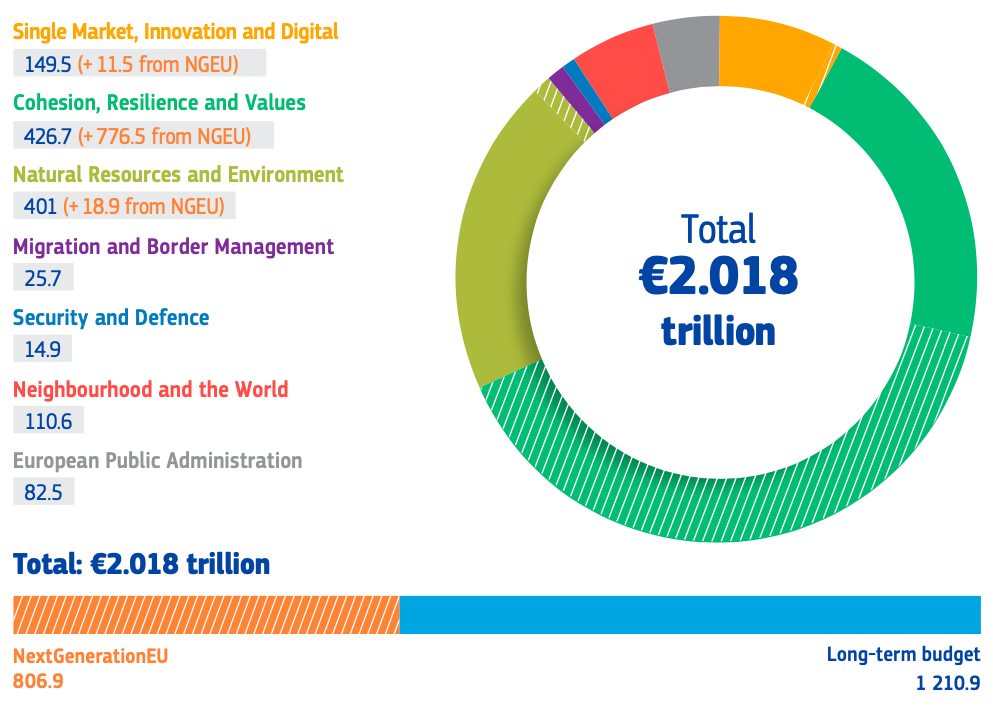 Single Market, Innovation and Digital
149.5 (+ 11.5 from NGEU)
Cohesion, Resilience and Values
426.7 (+ 776.5 from NGEU)
Natural Resources and Environment
401 (+ 18.9 from NGEU)
Migration and Border Management
25.7
Security and Defence
14.9
Neighbourhood and the World
110.6
European Public Administration
82.5
Total
€2.018
trillion
Total: €2.018 trillion
NextGenerationEU
806.9
Long-term budget
1 210.9